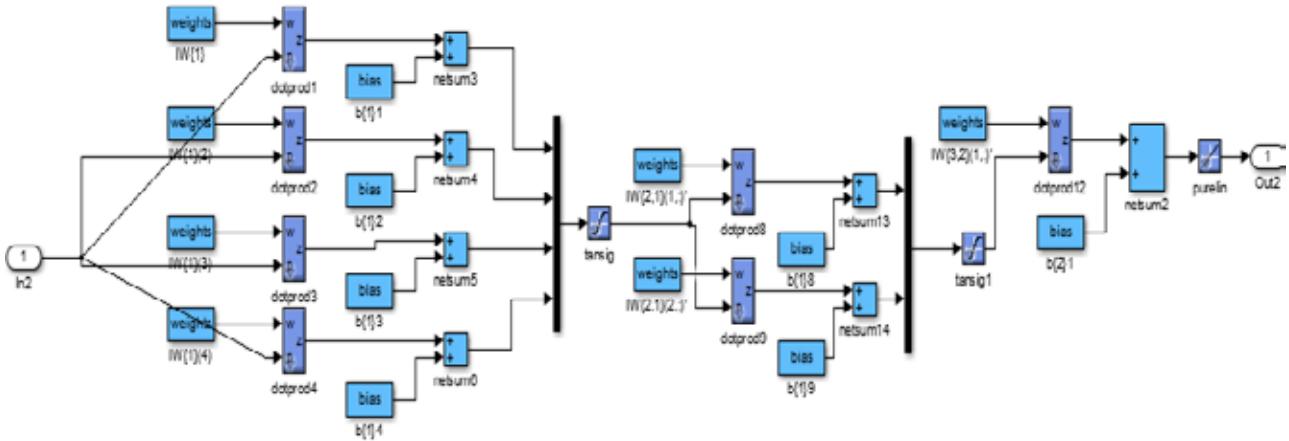 weights
w
z
p
IW{1}
dotprod1
bias
b{1}1
+
+
netsum3
weights
w
z
p
IW{1}(2)
dotprod2
bias
b{1}2
+
+
netsum4
weights
w
z
p
IW{1}(3)
dotprod3
bias
b{1}3
+
+
netsum5
weights
w
z
p
IW{1}(4)
dotprod4
bias
b{1}4
+
+
1
In2
tansig
weights
w
z
p
IW{2,1}(1,:)'
dotprod8
bias
b{1}8
+
+
netsum13
weights
w
z
p
IW{2,1}(2,:)'
dotprod9
bias
b{1}9
+
+
netsum14
tansig1
weights
w
z
p
IW{3,2}(1,:)'
dotprod12
bias
b{2}1
+
+
netsum2
purelin
1
Out2